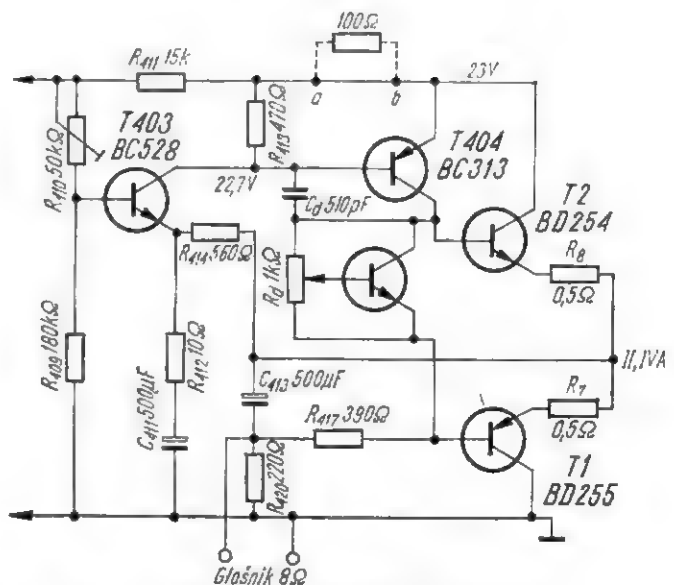 100Ω
R411 15k
a
b
23V
R410 50kΩ
T403
BC528
R413 470Ω
22,7V
T404
BC313
Cd 510pF
T2
BD254
R8
0,5Ω
R414 560Ω
Rd 1kΩ
R409 180kΩ
R412 10Ω
C411 500μF
C413 500μF
II, IVA
R7
0,5Ω
R417 390Ω
R420 220Ω
T1
BD255
Głośnik 8Ω